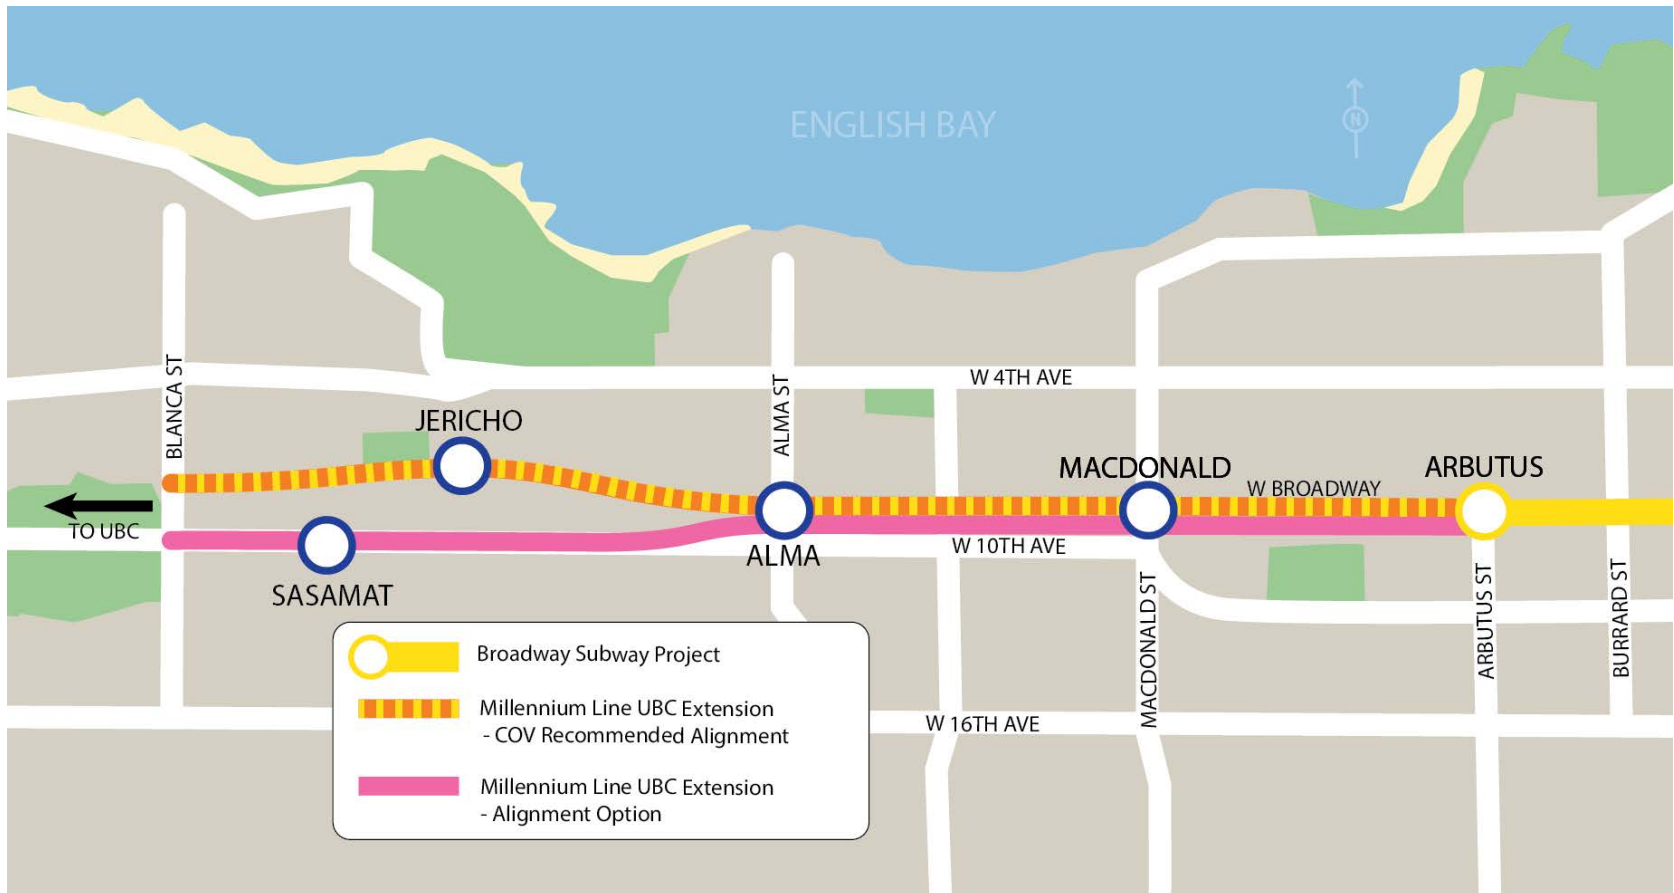 ENGLISH BAY
N
W 4TH AVE
BLANCA ST
ALMA ST
JERICHO
MACDONALD
ARBUTUS
W BROADWAY
TO UBC
ALMA
W 10TH AVE
SASAMAT
MACDONALD ST
ARBUTUS ST
BURRARD ST
W 16TH AVE
Broadway Subway Project
Millennium Line UBC Extension
- COV Recommended Alignment
Millennium Line UBC Extension
- Alignment Option